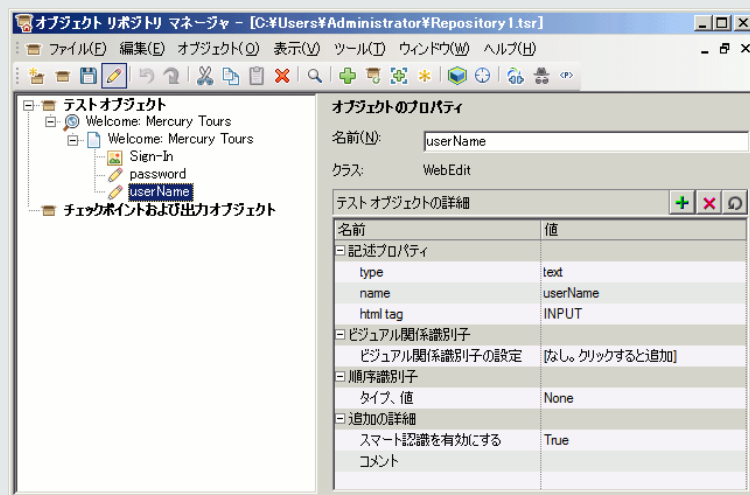 オブジェクト リポジトリ マネージャ - [C:¥Users¥Administrator¥Repository1.tsr]
ファイル(F) 編集(E) オブジェクト(O) 表示(V) ツール(T) ウィンドウ(W) ヘルプ(H)
テストオブジェクト
Welcome: Mercury Tours
Welcome: Mercury Tours
Sign-In
password
userName
チェックポイントおよび出力オブジェクト
オブジェクトのプロパティ
名前(N): userName
クラス: WebEdit
テスト オブジェクトの詳細
名前 値
記述プロパティ
type text
name userName
html tag INPUT
ビジュアル関係識別子
ビジュアル関係識別子の設定 [なし。クリックすると追加]
順序識別子
タイプ、値 None
追加の詳細
スマート認識を有効にする True
コメント